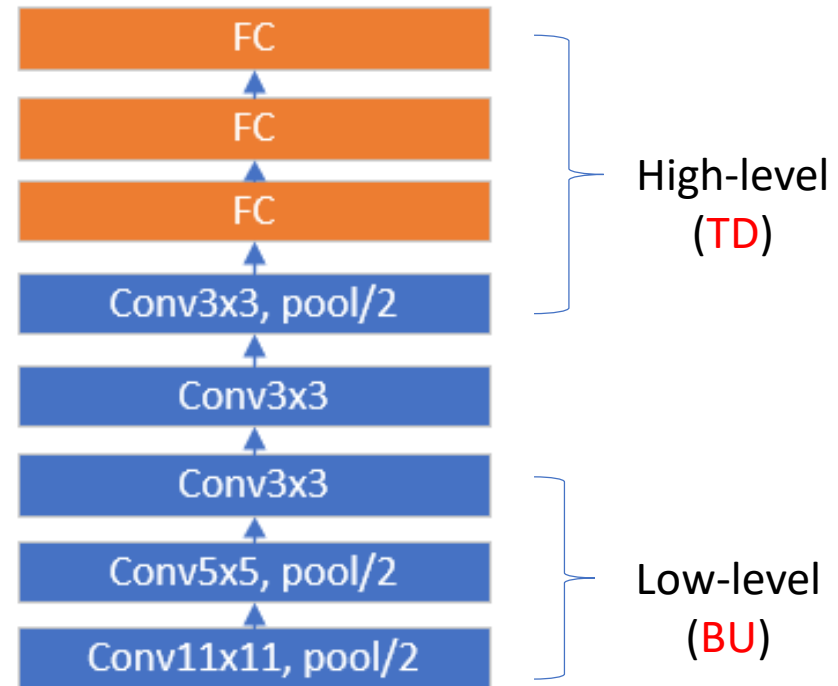 FC
FC
FC
Conv3x3, pool/2
Conv3x3
Conv3x3
Conv5x5, pool/2
Conv11x11, pool/2
High-level
(TD)
Low-level
(BU)